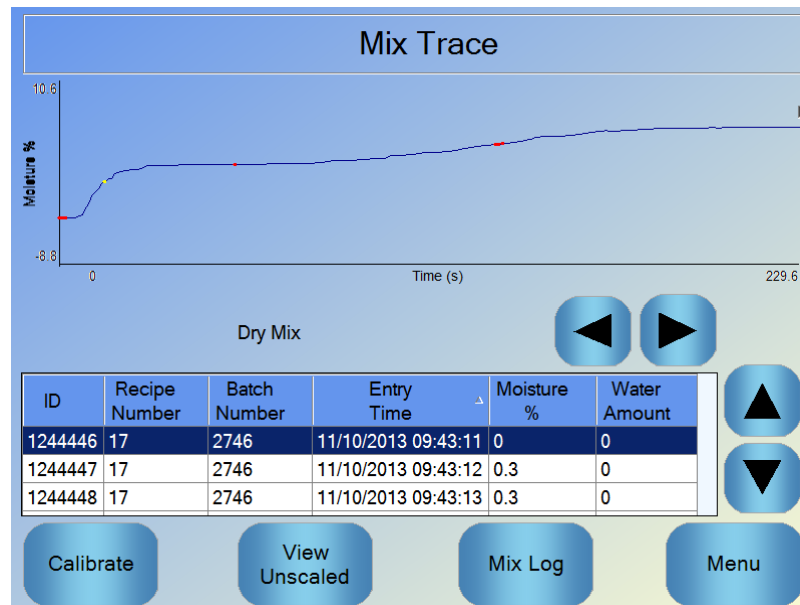 Mix Trace
10.6
Moisture %
-8.8
0
Time (s)
229.6
Dry Mix
ID Recipe Number Batch Number Entry Time Moisture % Water Amount
1244446 17 2746 11/10/2013 09:43:11 0 0
1244447 17 2746 11/10/2013 09:43:12 0.3 0
1244448 17 2746 11/10/2013 09:43:13 0.3 0
Calibrate
View
Unscaled
Mix Log
Menu